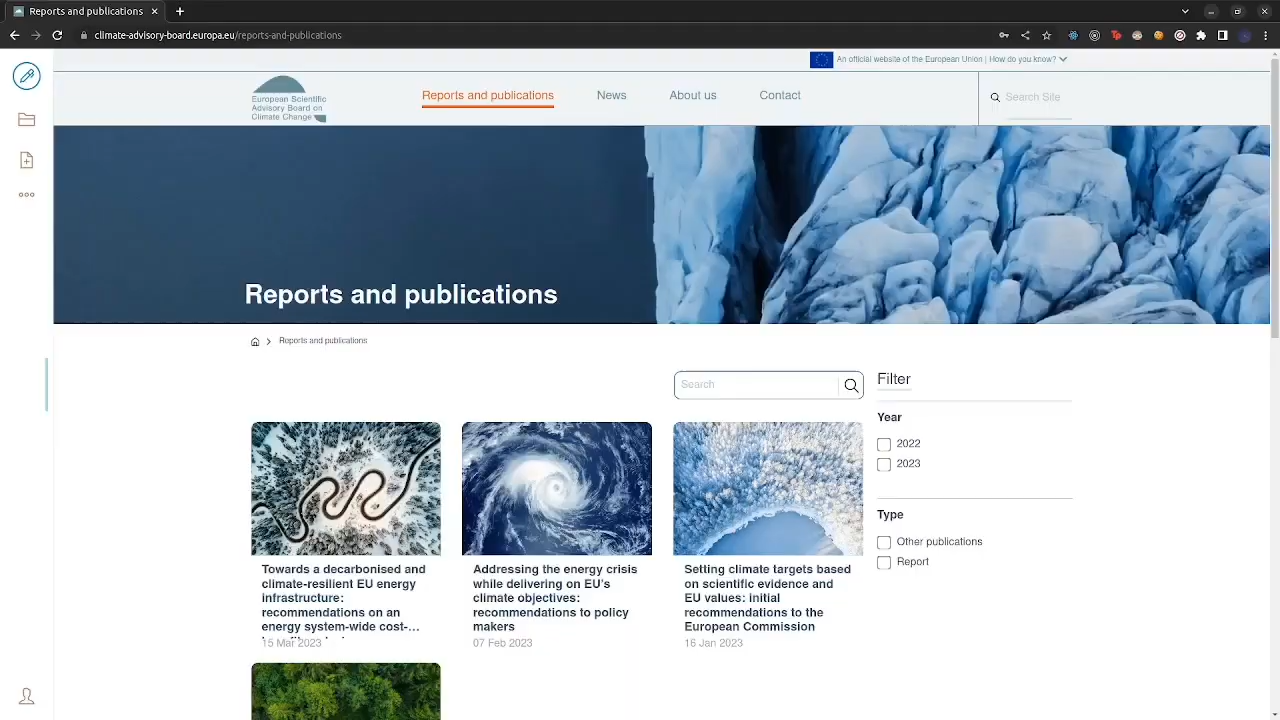 Reports and publications
climate-advisory-board.europa.eu/reports-and-publications
An official website of the European Union | How do you know?
European Scientific
Advisory Board on
Climate Change
Reports and publications
News
About us
Contact
Search Site
Reports and publications
Reports and publications
Search
Filter
Year
2022
2023
Type
Other publications
Report
Towards a decarbonised and
climate-resilient EU energy
infrastructure:
recommendations on an
energy system-wide cost-...
15 Mar 2023
Addressing the energy crisis
while delivering on EU's
climate objectives:
recommendations to policy
makers
07 Feb 2023
Setting climate targets based
on scientific evidence and
EU values: initial
recommendations to the
European Commission
16 Jan 2023